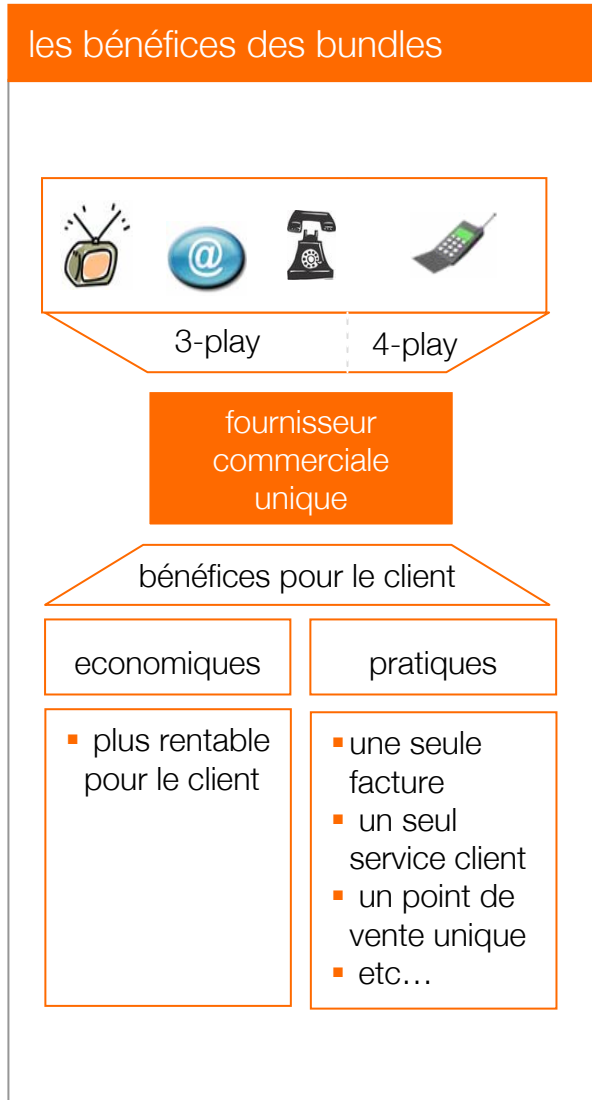 les bénéfices des bundles
@
3-play
4-play
fournisseur
commerciale
unique
bénéfices pour le client
economiques
pratiques
▪ plus rentable
pour le client
▪ une seule
facture
▪ un seul
service client
▪ un point de
vente unique
▪ etc…